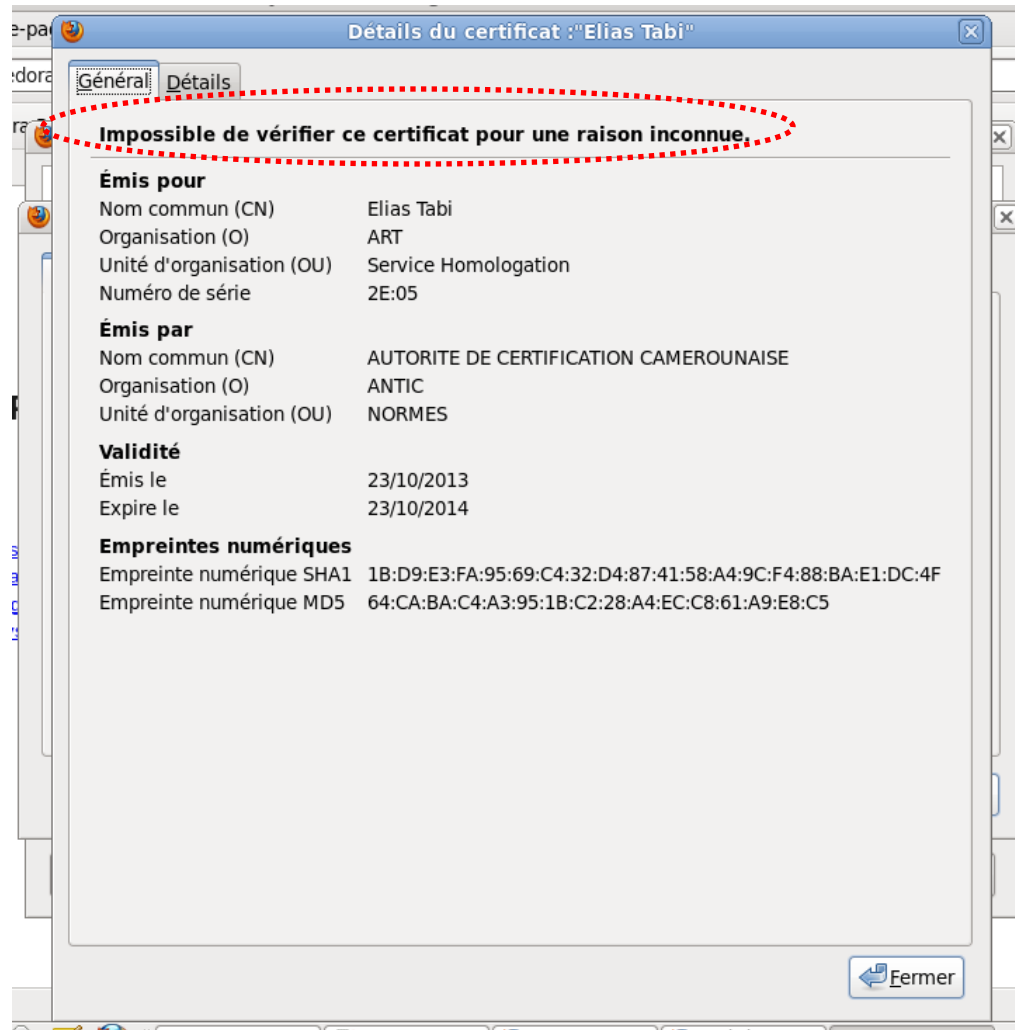 Détails du certificat :"Elias Tabi"
Général Détails
Impossible de vérifier ce certificat pour une raison inconnue.
Émis pour
Nom commun (CN) Elias Tabi
Organisation (O) ART
Unité d'organisation (OU) Service Homologation
Numéro de série 2E:05
Émis par
Nom commun (CN) AUTORITE DE CERTIFICATION CAMEROUNAISE
Organisation (O) ANTIC
Unité d'organisation (OU) NORMES
Validité
Émis le 23/10/2013
Expire le 23/10/2014
Empreintes numériques
Empreinte numérique SHA1 1B:D9:E3:FA:95:69:C4:32:D4:87:41:58:A4:9C:F4:88:BA:E1:DC:4F
Empreinte numérique MD5 64:CA:BA:C4:A3:95:1B:C2:28:A4:EC:C8:61:A9:E8:C5
Fermer